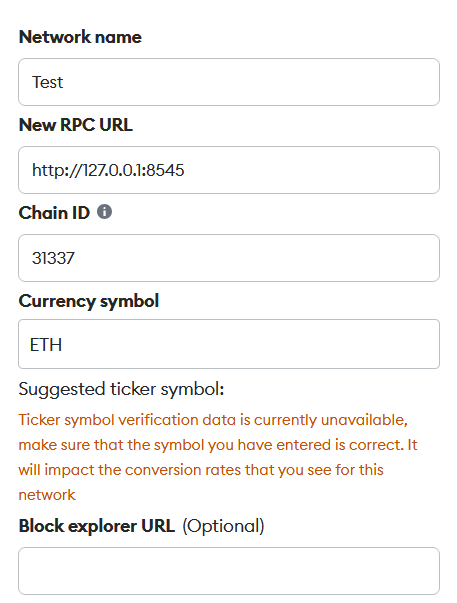 Network name
Test
New RPC URL
http://127.0.0.1:8545
Chain ID
31337
Currency symbol
ETH
Suggested ticker symbol:
Ticker symbol verification data is currently unavailable,
make sure that the symbol you have entered is correct. It
will impact the conversion rates that you see for this
network
Block explorer URL (Optional)